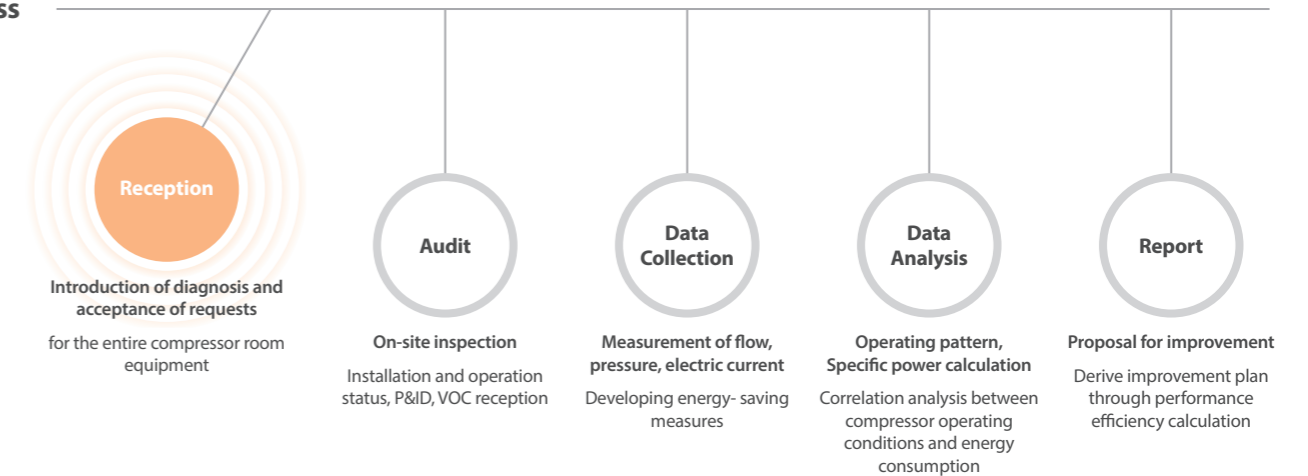 Reception
Introduction of diagnosis and
acceptance of requests
for the entire compressor room
equipment
Audit
On-site inspection
Installation and operation
status, P&ID, VOC reception
Data
Collection
Measurement of flow,
pressure, electric current
Developing energy- saving
measures
Data
Analysis
Operating pattern,
Specific power calculation
Correlation analysis between
compressor operating
conditions and energy
consumption
Report
Proposal for improvement
Derive improvement plan
through performance
efficiency calculation